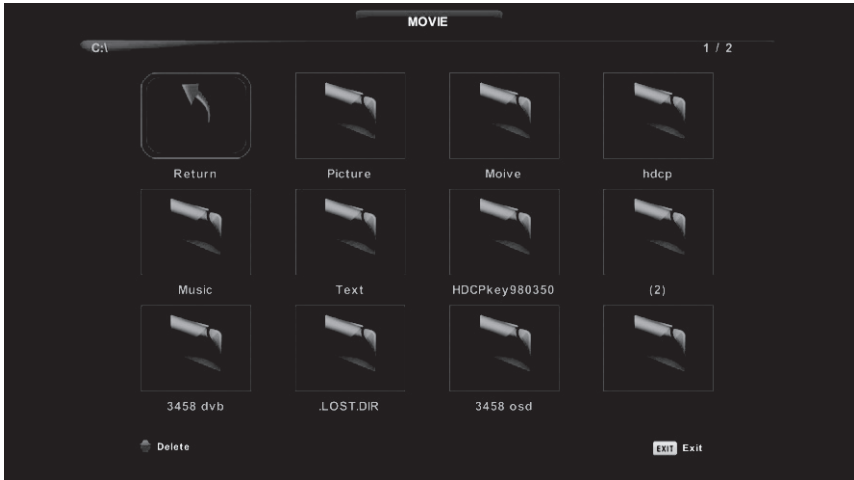 MOVIE
C:\ 1 / 2
Return Picture Moive hdcp
Music Text HDCPkey980350 (2)
3458 dvb .LOST.DIR 3458 osd
Delete EXIT Exit